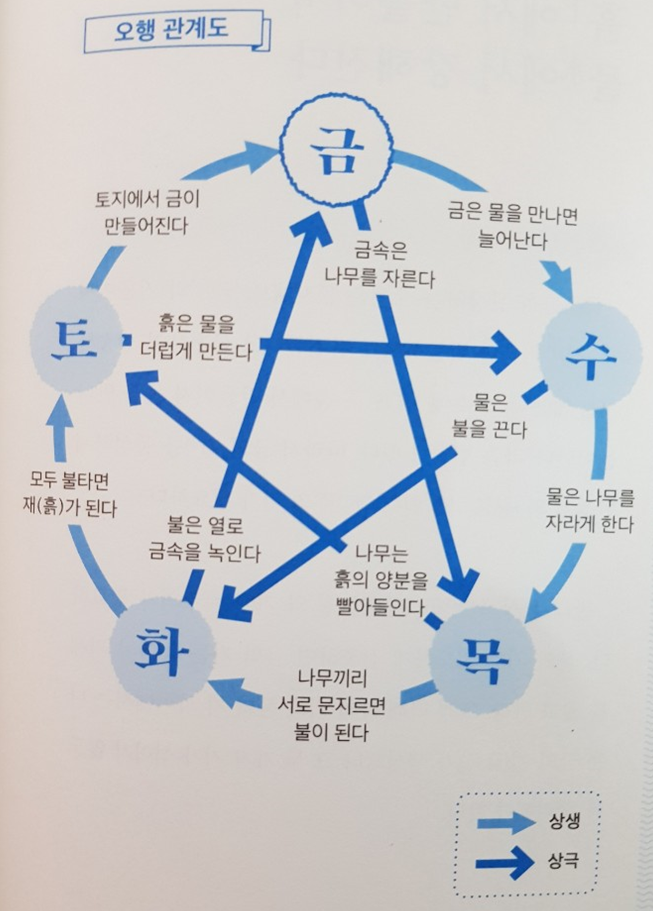 오행 관계도
금
토지에서 금이
만들어진다
금은 물을 만나면
늘어난다
금속은
나무를 자른다
토
흙은 물을
더럽게 만든다
수
물은
불을 끈다
모두 불타면
재(흙)가 된다
물은 나무를
자라게 한다
불은 열로
금속을 녹인다
나무는
흙의 양분을
빨아들인다
화
목
나무끼리
서로 문지르면
불이 된다
상생
상극